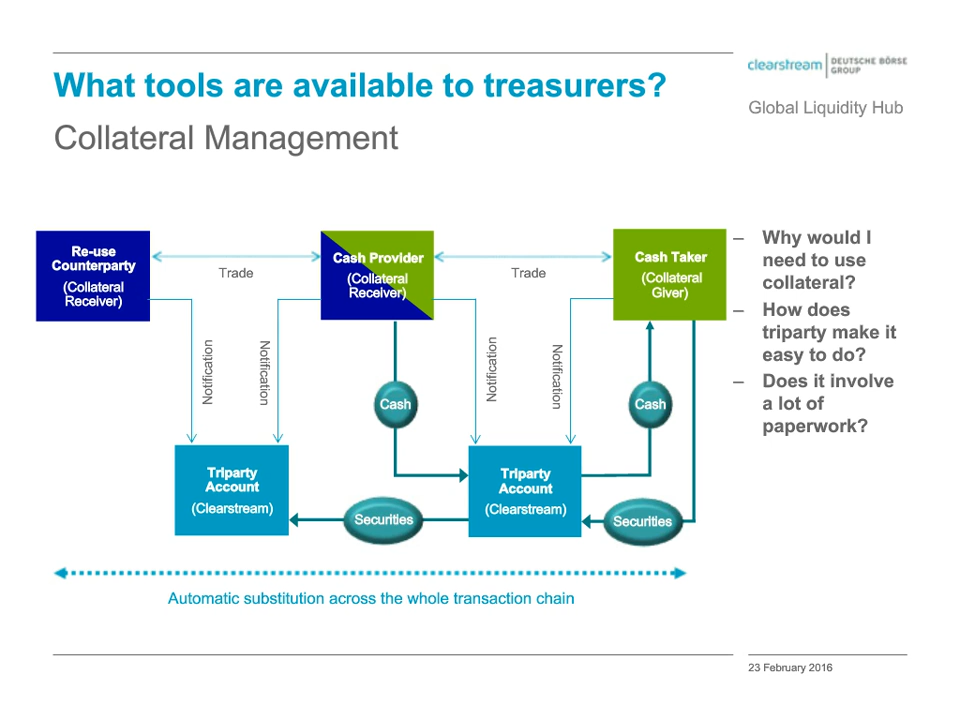 What tools are available to treasurers?
Collateral Management
clearstream
DEUTSCHE BÖRSE
GROUP
Global Liquidity Hub
Re-use
Counterparty
(Collateral
Receiver)
Trade
Cash Provider
(Collateral
Receiver)
Trade
Cash Taker
(Collateral
Giver)
Notification
Notification
Notification
Notification
Cash
Cash
Triparty
Account
(Clearstream)
Securities
Triparty
Account
(Clearstream)
Securities
Automatic substitution across the whole transaction chain
– Why would I
need to use
collateral?
– How does
triparty make it
easy to do?
– Does it involve
a lot of
paperwork?
23 February 2016